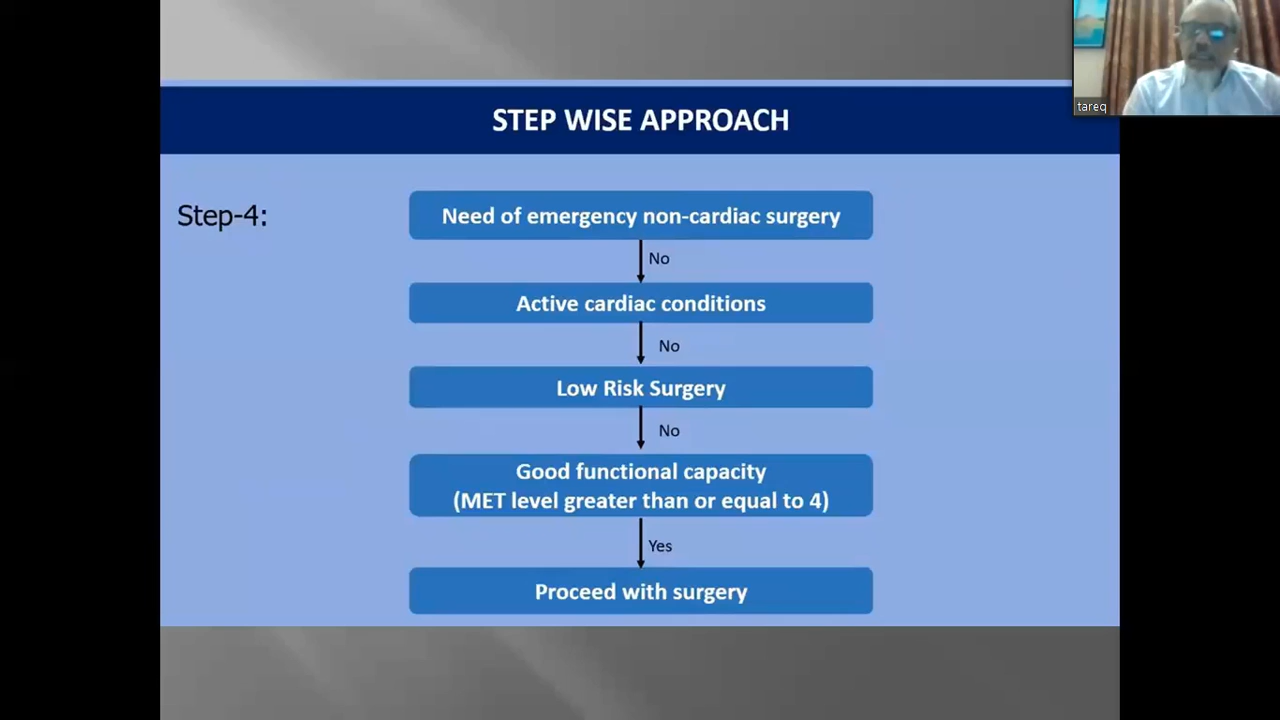 tareq
STEP WISE APPROACH
Step-4:
Need of emergency non-cardiac surgery
No
Active cardiac conditions
No
Low Risk Surgery
No
Good functional capacity
(MET level greater than or equal to 4)
Yes
Proceed with surgery